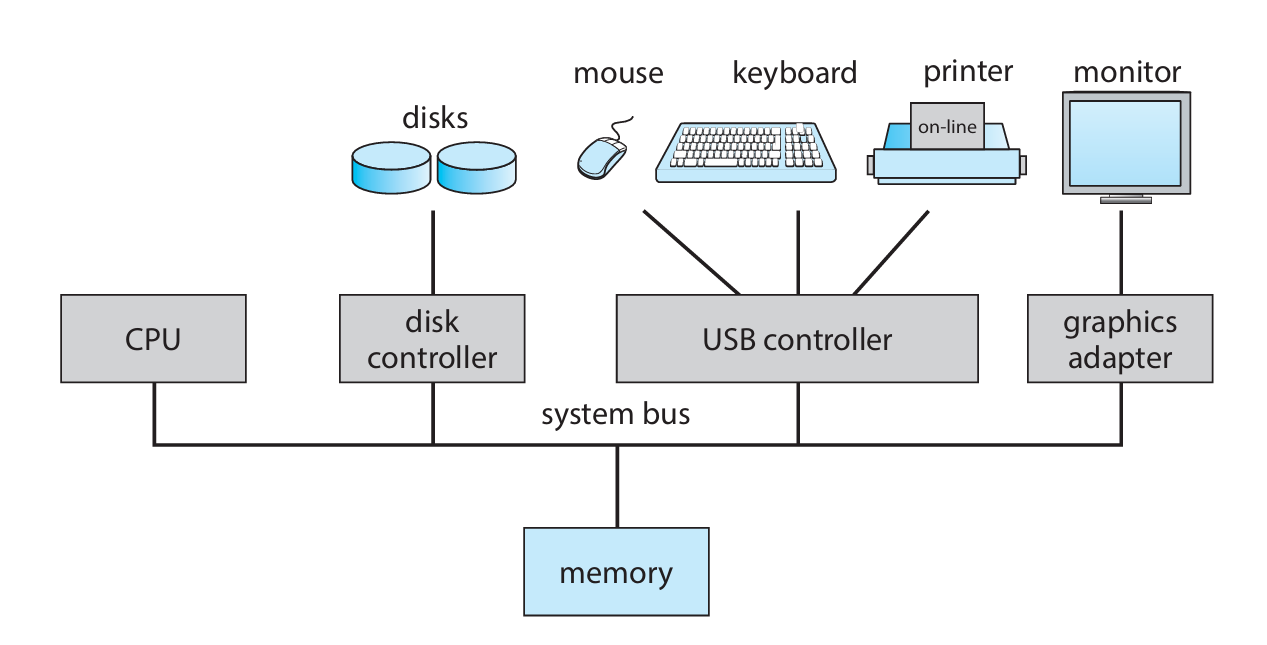 mouse
keyboard
printer
monitor
disks
on-line
CPU
disk
controller
USB controller
graphics
adapter
system bus
memory